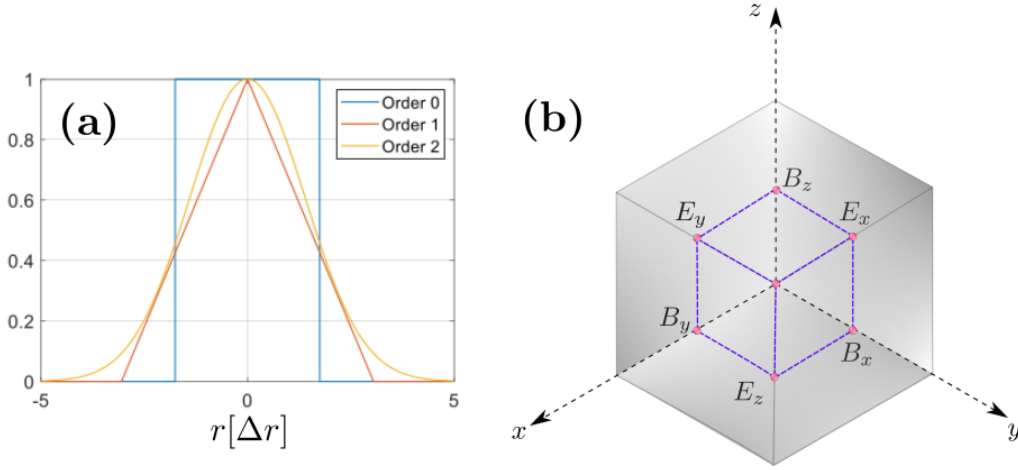 (a)
1
0.8
0.6
0.4
0.2
0
-5
0
5
r[Δr]
Order 0
Order 1
Order 2
(b)
z
B_z
E_y
E_x
B_y
B_x
E_z
x
y